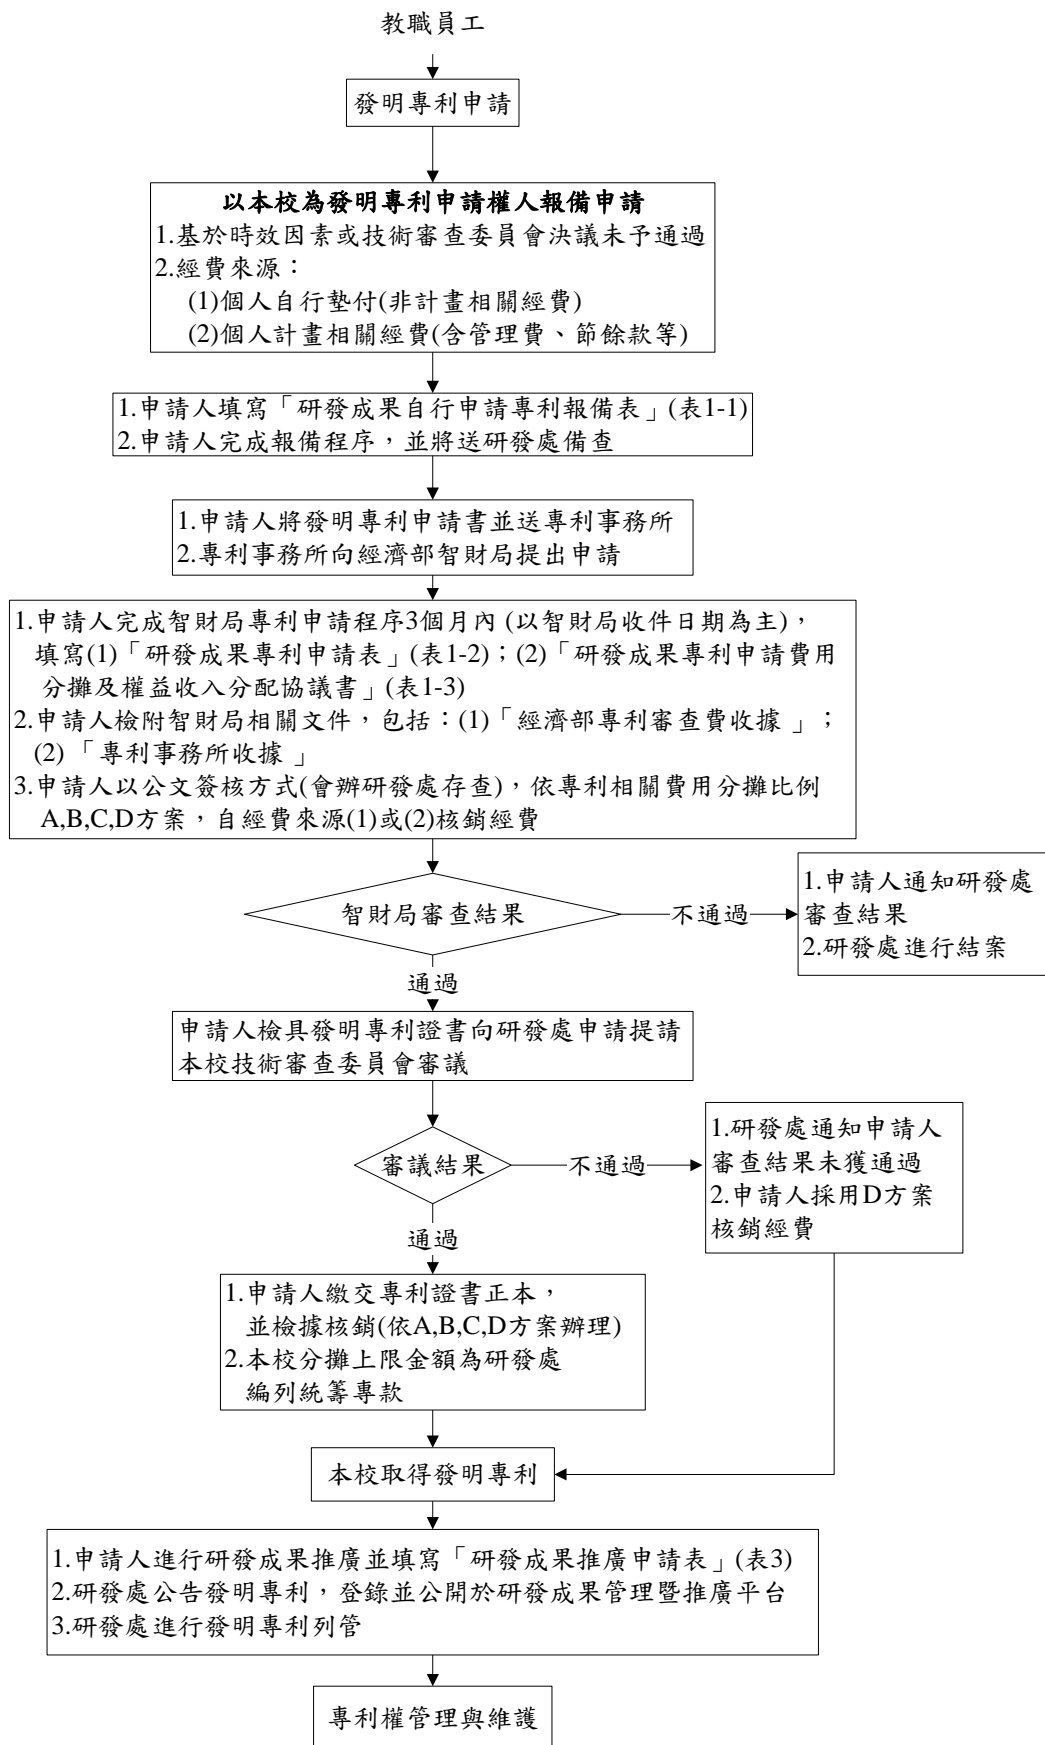 教職員工
發明專利申請
以本校為發明專利申請權人報備申請
1.基於時效因素或技術審查委員會決議未予通過
2.經費來源：
(1)個人自行墊付(非計畫相關經費)
(2)個人計畫相關經費(含管理費、節餘款等)
1.申請人填寫「研發成果自行申請專利報備表」(表1-1)
2.申請人完成報備程序，並將送研發處備查
1.申請人將發明專利申請書並送專利事務所
2.專利事務所向經濟部智財局提出申請
1.申請人完成智財局專利申請程序3個月內 (以智財局收件日期為主)，
填寫(1)「研發成果專利申請表」(表1-2)；(2)「研發成果專利申請費用
分攤及權益收入分配協議書」(表1-3)
2.申請人檢附智財局相關文件，包括：(1)「經濟部專利審查費收據 」；
(2) 「專利事務所收據 」
3.申請人以公文簽核方式(會辦研發處存查)，依專利相關費用分攤比例
A,B,C,D方案，自經費來源(1)或(2)核銷經費
智財局審查結果
不通過
1.申請人通知研發處
審查結果
2.研發處進行結案
通過
申請人檢具發明專利證書向研發處申請提請
本校技術審查委員會審議
審議結果
不通過
1.研發處通知申請人
審查結果未獲通過
2.申請人採用D方案
核銷經費
通過
1.申請人繳交專利證書正本，
並檢據核銷(依A,B,C,D方案辦理)
2.本校分攤上限金額為研發處
編列統籌專款
本校取得發明專利
1.申請人進行研發成果推廣並填寫「研發成果推廣申請表」(表3)
2.研發處公告發明專利，登錄並公開於研發成果管理暨推廣平台
3.研發處進行發明專利列管
專利權管理與維護